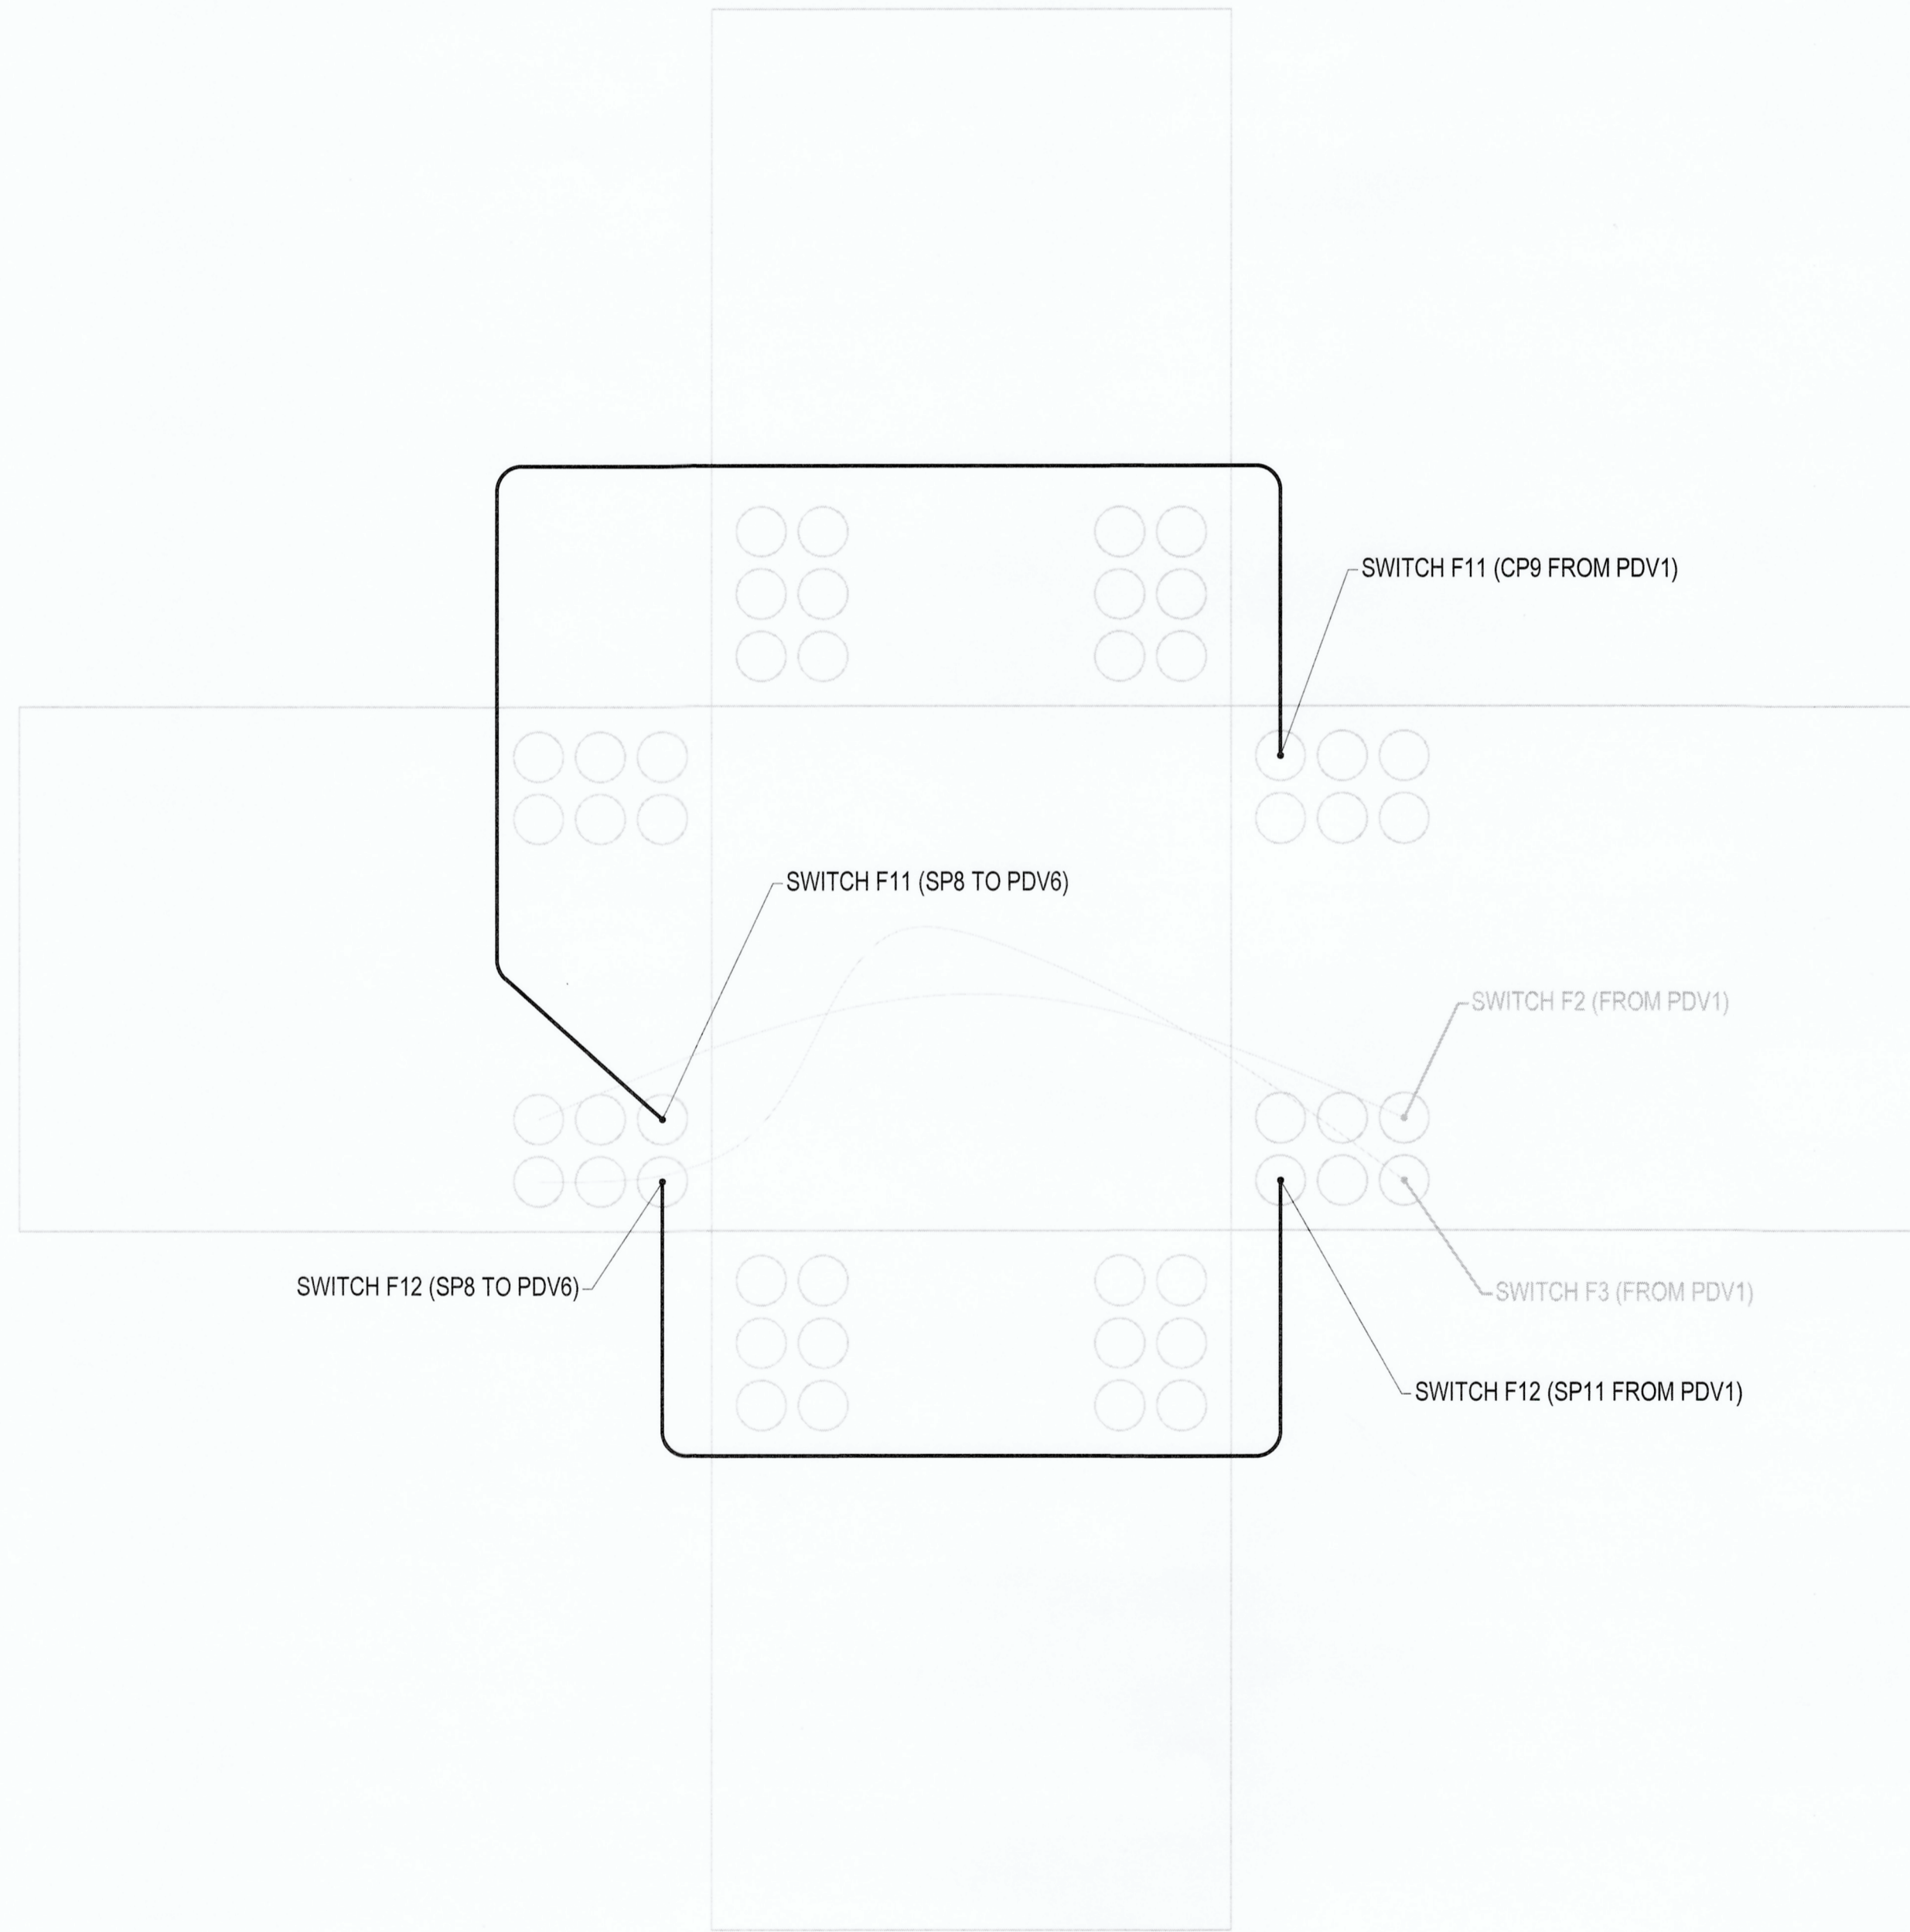 SWITCH F11 (CP9 FROM PDV1)
SWITCH F11 (SP8 TO PDV6)
SWITCH F2 (FROM PDV1)
SWITCH F12 (SP8 TO PDV6)
SWITCH F3 (FROM PDV1)
SWITCH F12 (SP11 FROM PDV1)